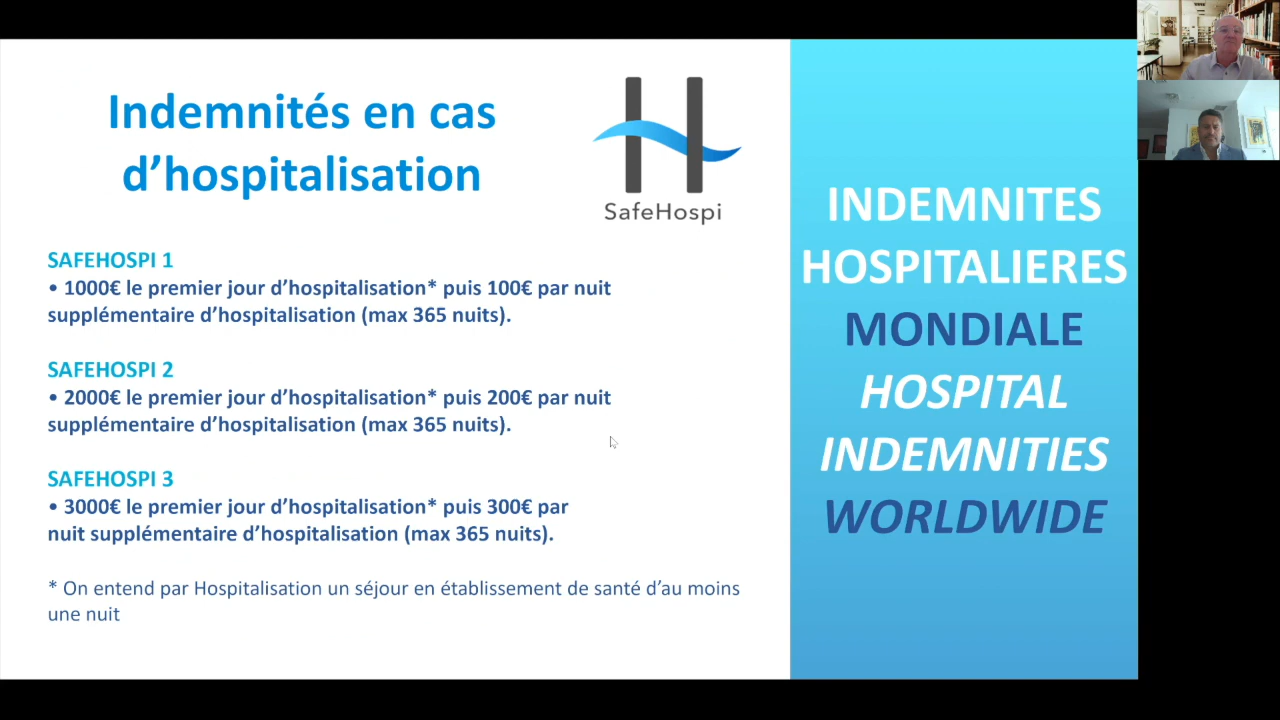 Indemnités en cas
d’hospitalisation
SafeHospi
SAFEHOSPI 1
• 1000€ le premier jour d’hospitalisation* puis 100€ par nuit
supplémentaire d’hospitalisation (max 365 nuits).
SAFEHOSPI 2
• 2000€ le premier jour d’hospitalisation* puis 200€ par nuit
supplémentaire d’hospitalisation (max 365 nuits).
SAFEHOSPI 3
• 3000€ le premier jour d’hospitalisation* puis 300€ par
nuit supplémentaire d’hospitalisation (max 365 nuits).
* On entend par Hospitalisation un séjour en établissement de santé d’au moins
une nuit
INDEMNITES
HOSPITALIERES
MONDIALE
HOSPITAL
INDEMNITIES
WORLDWIDE